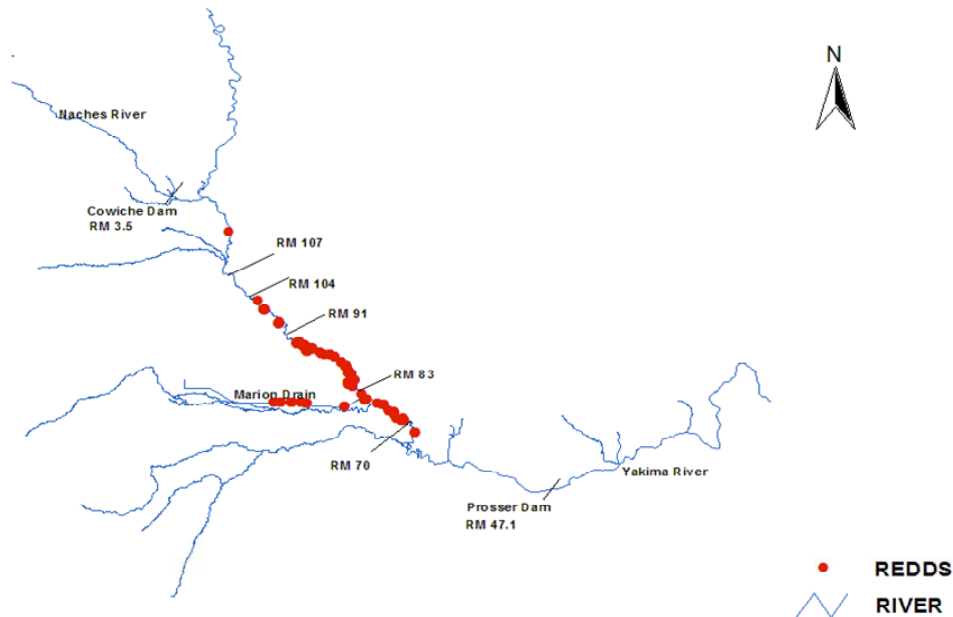 N
Naches River
Cowiche Dam
RM 3.5
RM 107
RM 104
RM 91
RM 83
Marion Drain
RM 70
Yakima River
Prosser Dam
RM 47.1
REDDS
RIVER